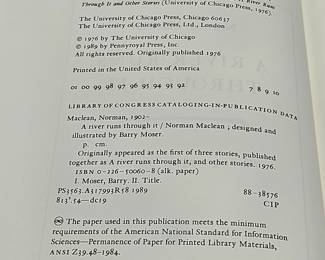 Through It and Other Stories (University of Chicago Press, 1976).
The University of Chicago Press, Chicago 60637
The University of Chicago Press, Ltd., London
© 1976 by The University of Chicago
© 1989 by Pennyroyal Press, Inc.
All rights reserved. Originally published 1976
Printed in the United States of America
01 00 99 98 97 96 95 94 93 92 7 8 9 10
LIBRARY OF CONGRESS CATALOGING-IN-PUBLICATION DATA
Maclean, Norman, 1902–
A river runs through it / Norman Maclean ; designed and
illustrated by Barry Moser.
p. cm.
Originally appeared as the first of three stories, published
together as A river runs through it, and other stories. 1976.
ISBN 0-226-50060-8 (alk. paper)
I. Moser, Barry. II. Title.
PS3563.A317993R58 1989 88-38576
813'.54—dc19 CIP
The paper used in this publication meets the minimum
requirements of the American National Standard for Information
Sciences—Permanence of Paper for Printed Library Materials,
ANSI Z39.48-1984.